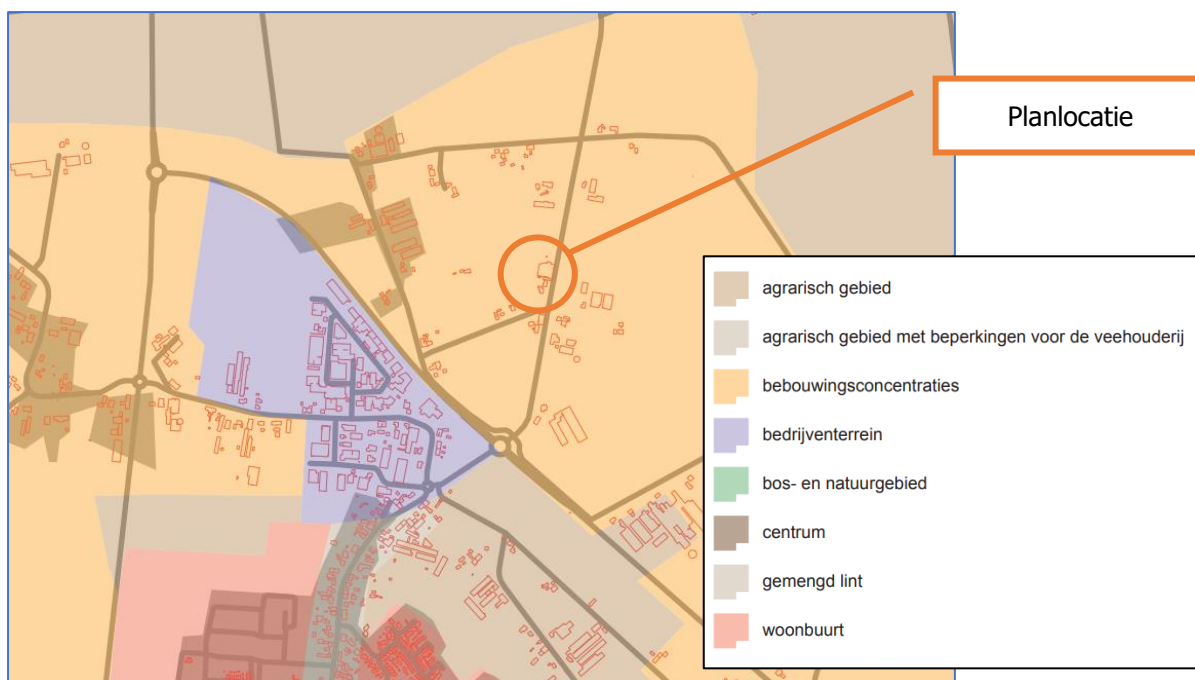 Planlocatie
agrarisch gebied
agrarisch gebied met beperkingen voor de veehouderij
bebouwingsconcentraties
bedrijventerrein
bos- en natuurgebied
centrum
gemengd lint
woonbuurt